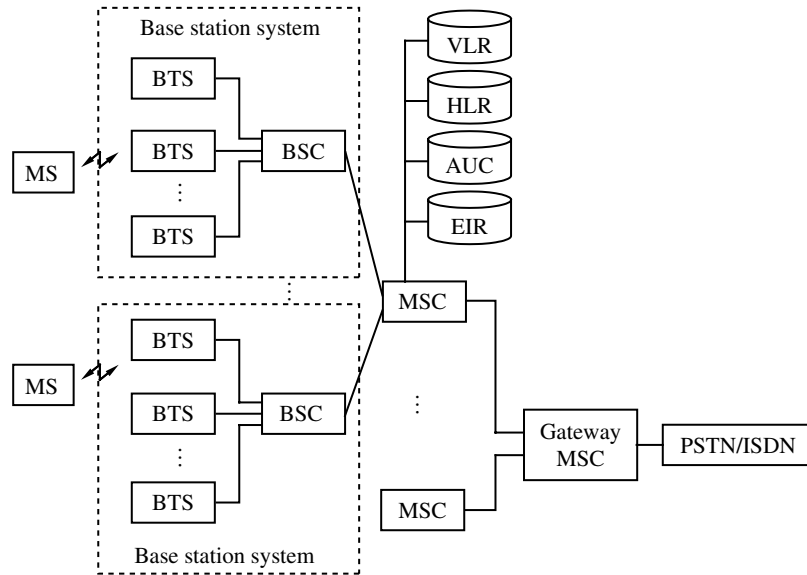 Base station system
BTS
BTS
⋮
BTS
BSC
MS
VLR
HLR
AUC
EIR
⋮
MSC
BTS
BTS
⋮
BTS
BSC
MS
Base station system
⋮
MSC
Gateway
MSC
PSTN/ISDN